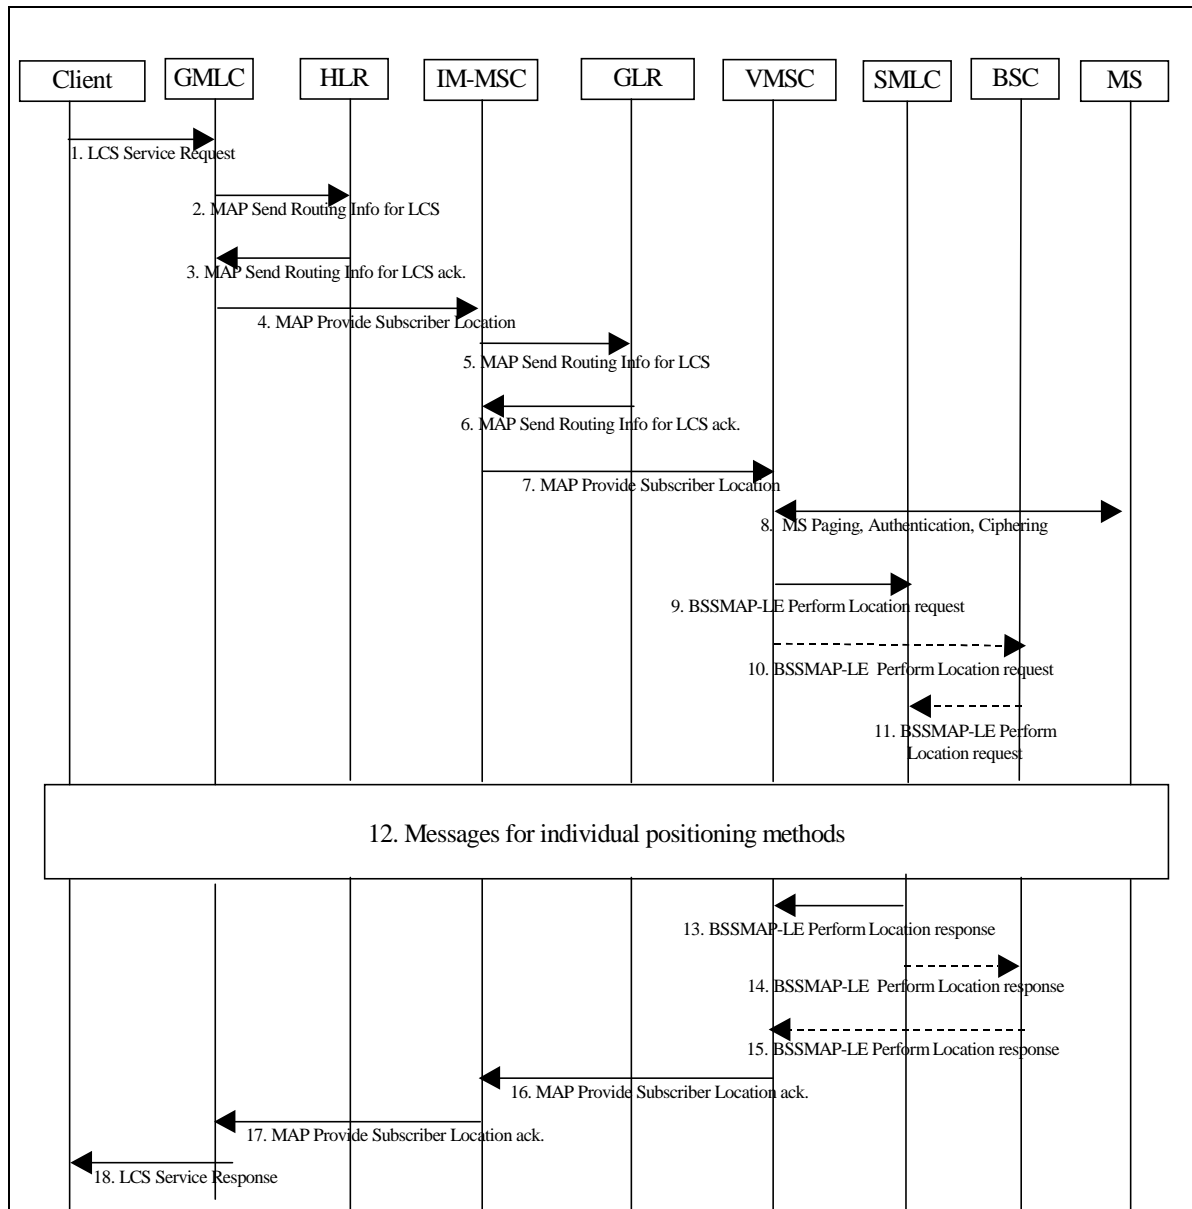 Client GMLC HLR IM-MSC GLR VMSC SMLC BSC MS
1. LCS Service Request
2. MAP Send Routing Info for LCS
3. MAP Send Routing Info for LCS ack.
4. MAP Provide Subscriber Location
5. MAP Send Routing Info for LCS
6. MAP Send Routing Info for LCS ack.
7. MAP Provide Subscriber Location
8. MS Paging, Authentication, Ciphering
9. BSSMAP-LE Perform Location request
10. BSSMAP-LE Perform Location request
11. BSSMAP-LE Perform
Location request
12. Messages for individual positioning methods
13. BSSMAP-LE Perform Location response
14. BSSMAP-LE Perform Location response
15. BSSMAP-LE Perform Location response
16. MAP Provide Subscriber Location ack.
17. MAP Provide Subscriber Location ack.
18. LCS Service Response